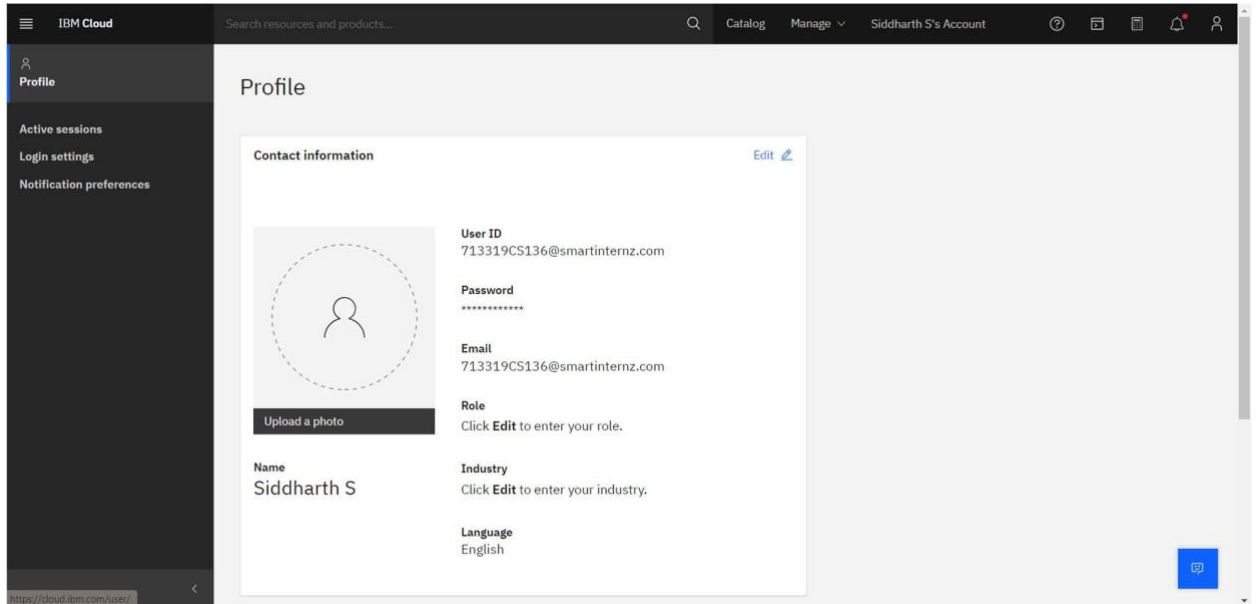 IBM Cloud
Search resources and products...
Catalog
Manage
Siddharth S's Account
Profile
Active sessions
Login settings
Notification preferences
Profile
Contact information
Edit
User ID
713319CS136@smartinternz.com
Password
************
Email
713319CS136@smartinternz.com
Role
Click Edit to enter your role.
Upload a photo
Name
Siddharth S
Industry
Click Edit to enter your industry.
Language
English
https://cloud.ibm.com/user/